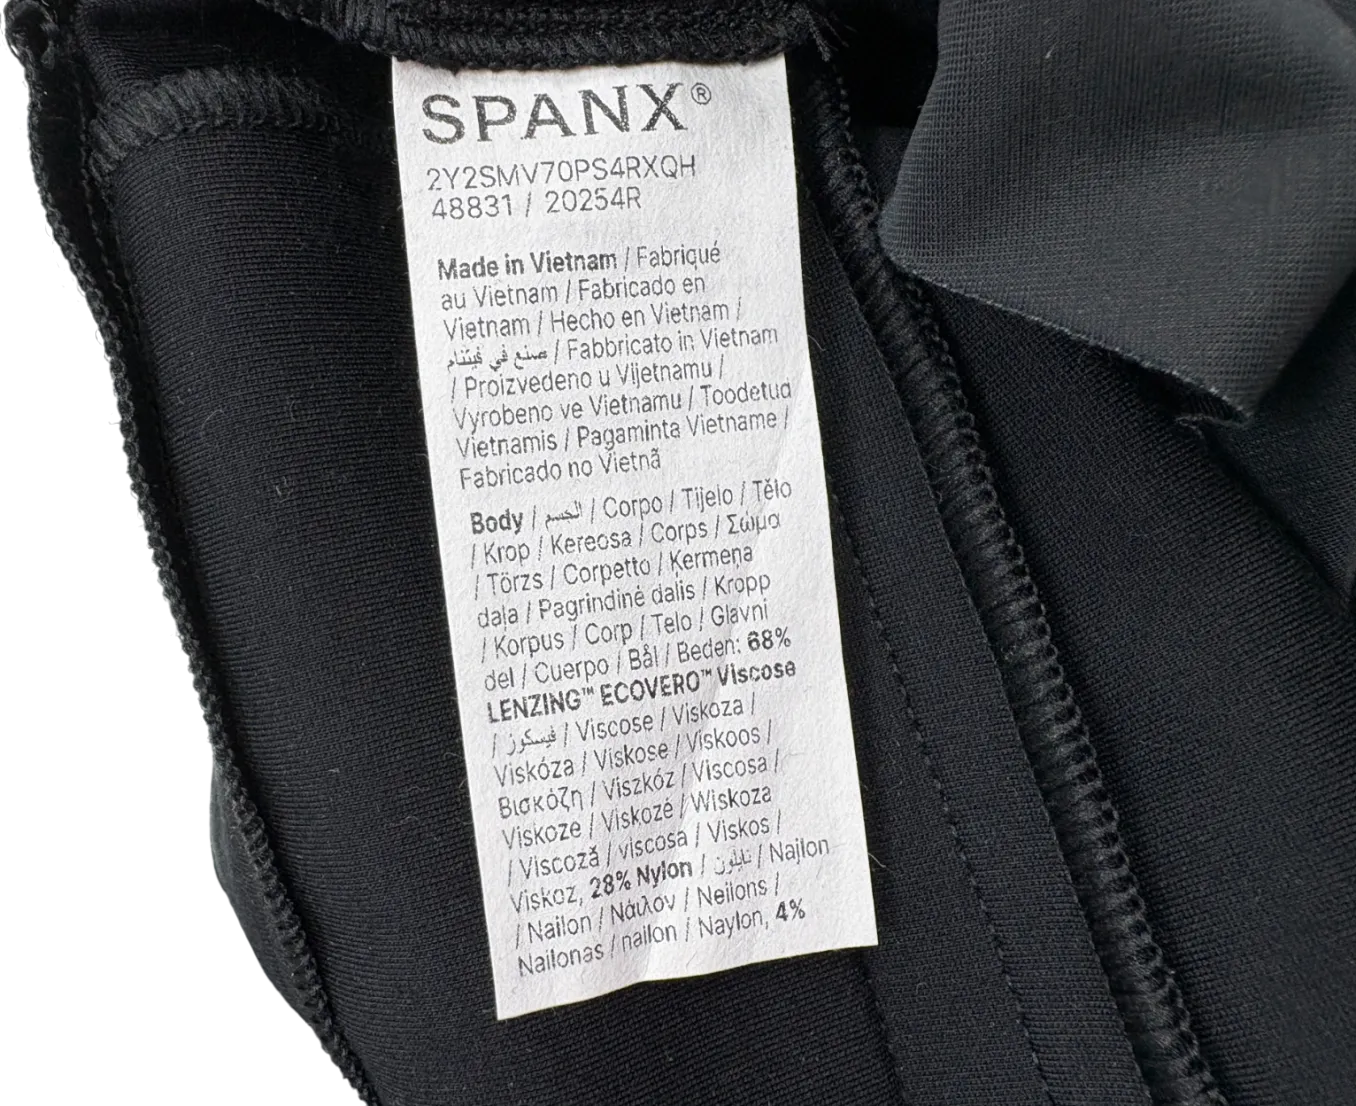 SPANX®
2Y2SMV70PS4RXQH
48831 / 20254R
Made in Vietnam / Fabriqué
au Vietnam / Fabricado en
Vietnam / Hecho en Vietnam /
صنع في فيتنام / Fabbricato in Vietnam
/ Proizvedeno u Vijetnamu /
Vyrobeno ve Vietnamu / Toodetud
Vietnamis / Pagaminta Vietname /
Fabricado no Vietnã
Body / الجسم / Corpo / Tijelo / Tělo
/ Krop / Kereosa / Corps / Σώμα
/ Törzs / Corpetto / Kermeņa
daļa / Pagrindinė dalis / Kropp
/ Korpus / Corp / Telo / Glavni
del / Cuerpo / Bål / Beden: 68%
LENZING™ ECOVERO™ Viscose
/ فيسكوز / Viscose / Viskoza /
Viskóza / Viskose / Viskoos /
Βισκόζη / Viszkóz / Viscosa /
Viskoze / Viskozė / Wiskoza
/ Viscoză / viscosa / Viskos /
Viskoz, 28% Nylon / نايلون / Najlon
/ Nailon / Νάιλον / Neilons /
Nailonas / nailon / Naylon, 4%